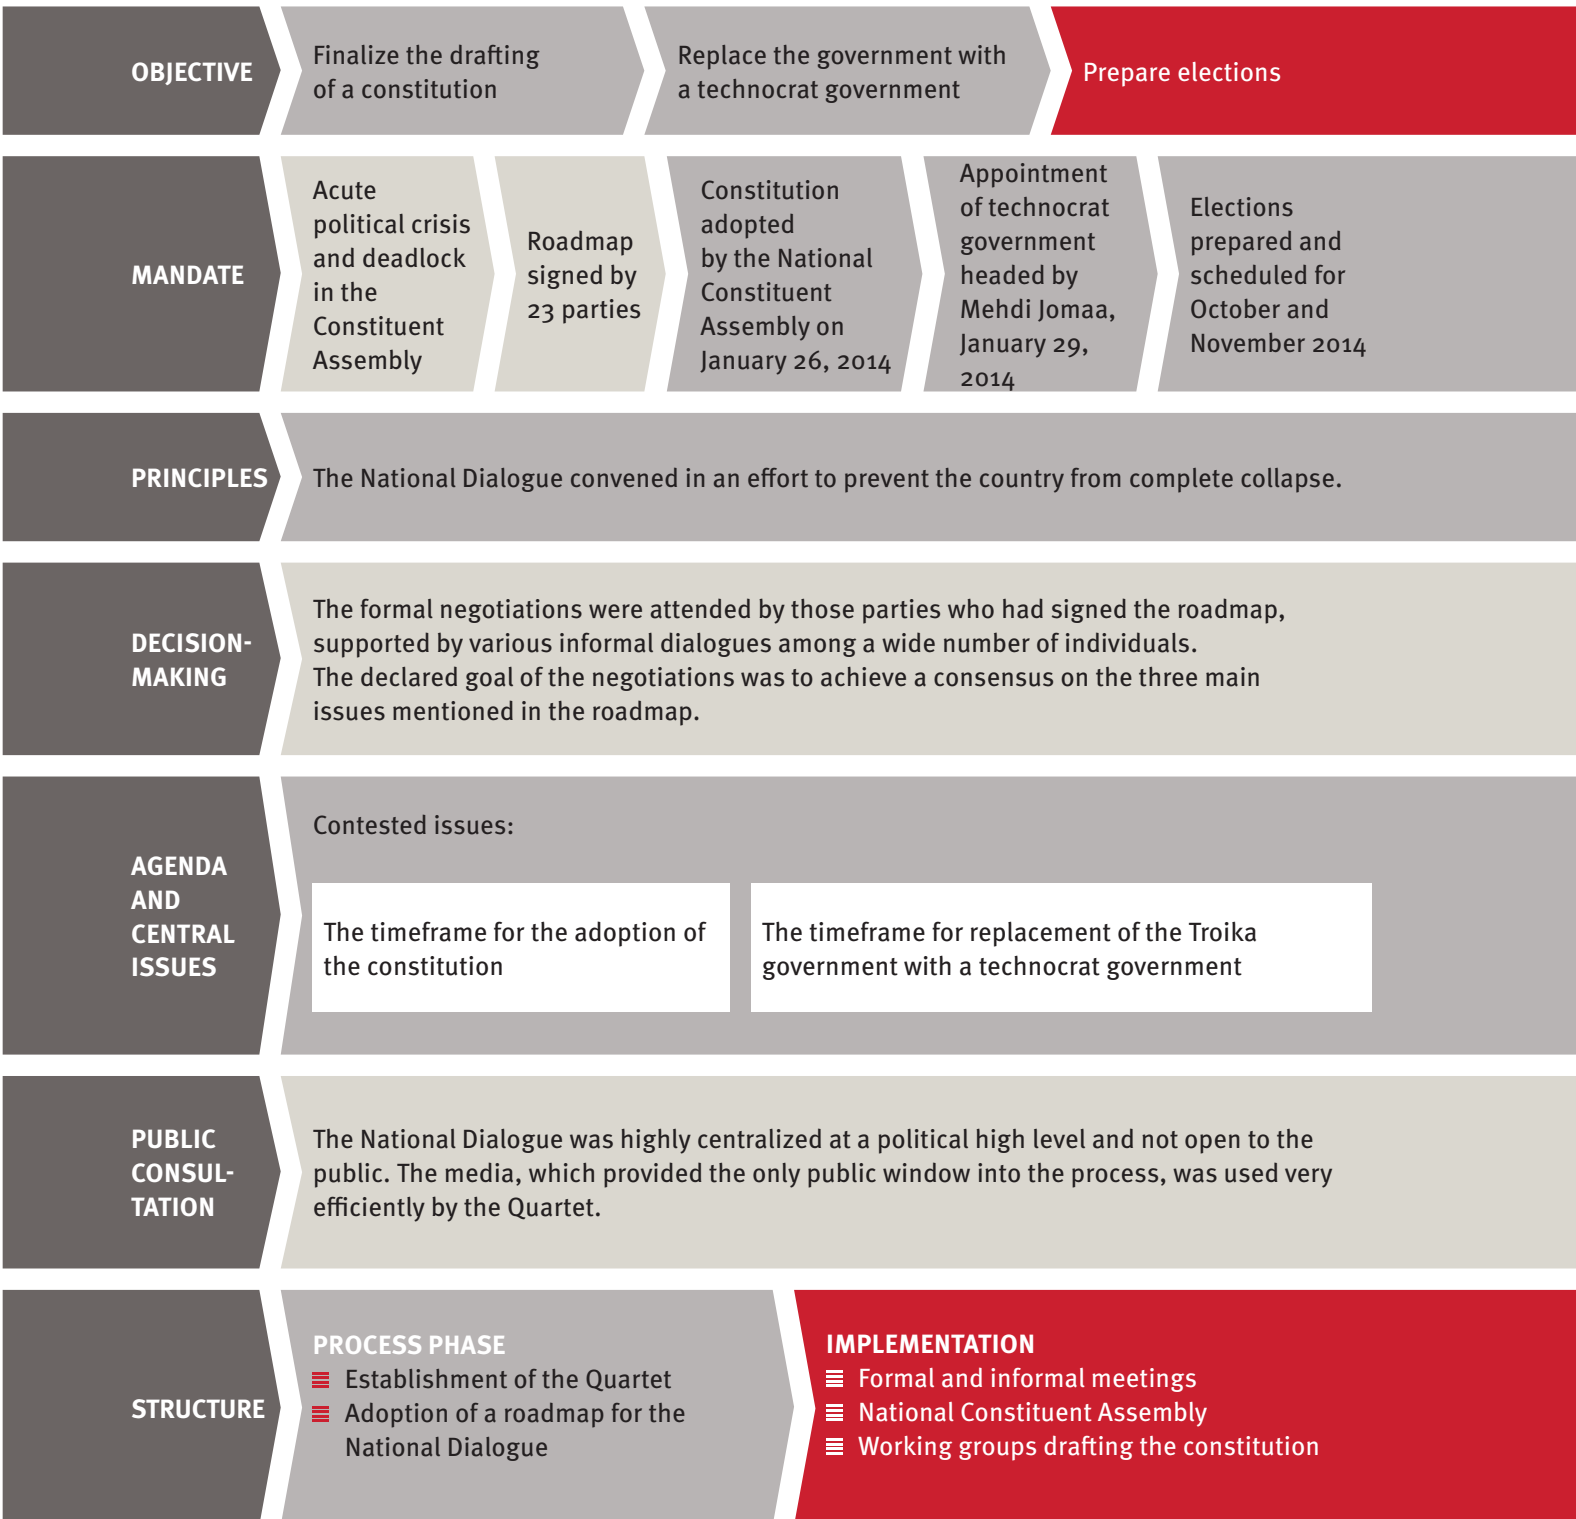 OBJECTIVE
Finalize the drafting
of a constitution
Replace the government with
a technocrat government
Prepare elections
MANDATE
Acute
political crisis
and deadlock
in the
Constituent
Assembly
Roadmap
signed by
23 parties
Constitution
adopted
by the National
Constituent
Assembly on
January 26, 2014
Appointment
of technocrat
government
headed by
Mehdi Jomaa,
January 29,
2014
Elections
prepared and
scheduled for
October and
November 2014
PRINCIPLES
The National Dialogue convened in an effort to prevent the country from complete collapse.
DECISION-
MAKING
The formal negotiations were attended by those parties who had signed the roadmap,
supported by various informal dialogues among a wide number of individuals.
The declared goal of the negotiations was to achieve a consensus on the three main
issues mentioned in the roadmap.
AGENDA
AND
CENTRAL
ISSUES
Contested issues:
The timeframe for the adoption of
the constitution
The timeframe for replacement of the Troika
government with a technocrat government
PUBLIC
CONSUL-
TATION
The National Dialogue was highly centralized at a political high level and not open to the
public. The media, which provided the only public window into the process, was used very
efficiently by the Quartet.
STRUCTURE
PROCESS PHASE
Establishment of the Quartet
Adoption of a roadmap for the
National Dialogue
IMPLEMENTATION
Formal and informal meetings
National Constituent Assembly
Working groups drafting the constitution